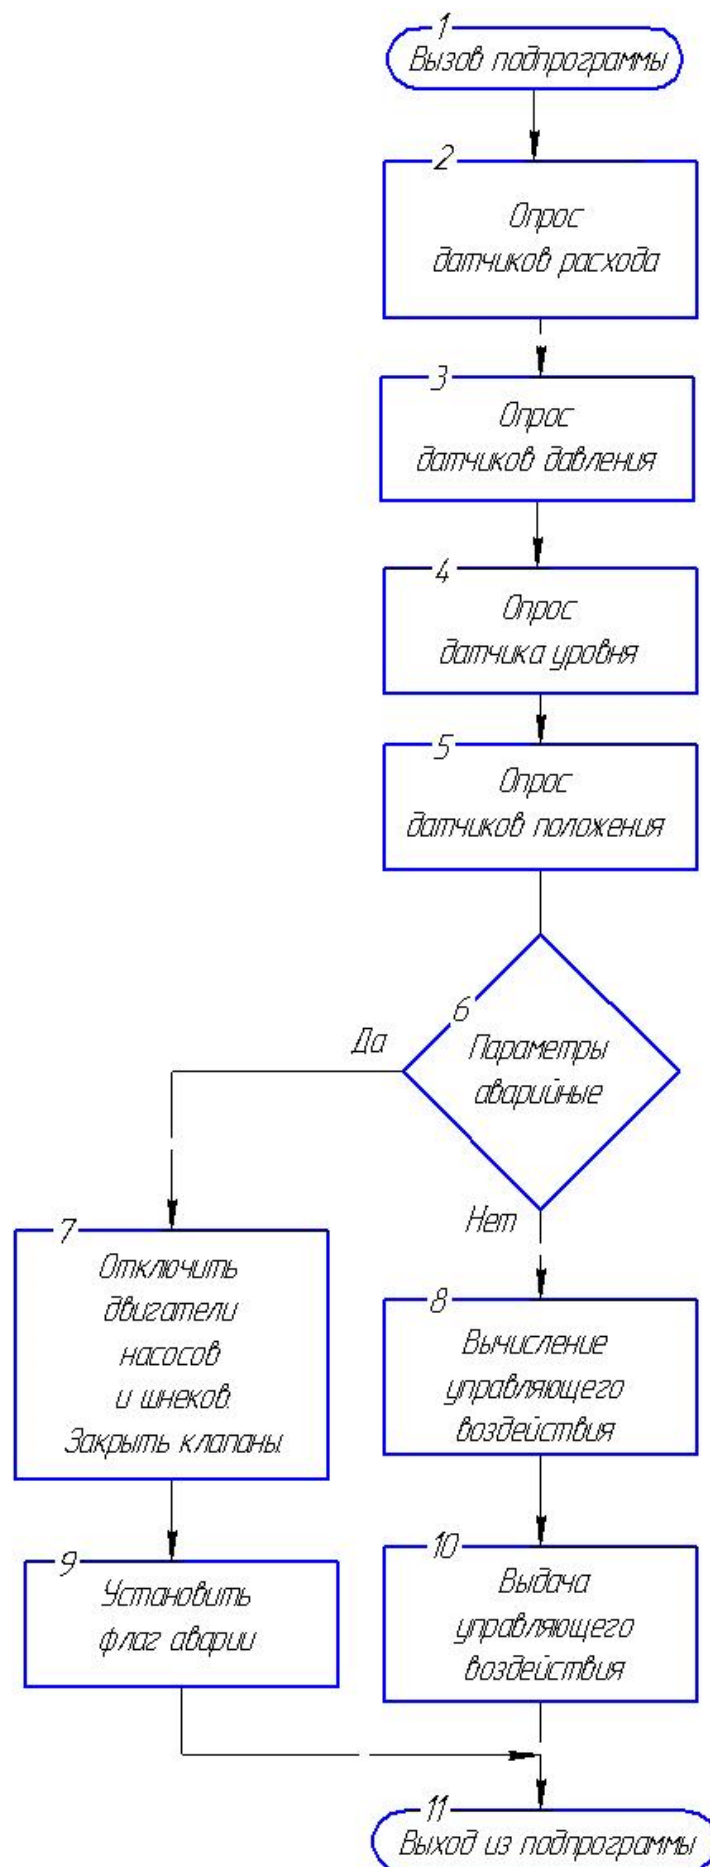 1
Вызов подпрограммы
2
Опрос
датчиков расхода
3
Опрос
датчиков давления
4
Опрос
датчика уровня
5
Опрос
датчиков положения
6
Параметры
аварийные
Да
Нет
7
Отключить
двигатели
насосов
и шнеков.
Закрыть клапаны.
8
Вычисление
управляющего
воздействия
9
Установить
флаг аварии
10
Выдача
управляющего
воздействия
11
Выход из подпрограммы